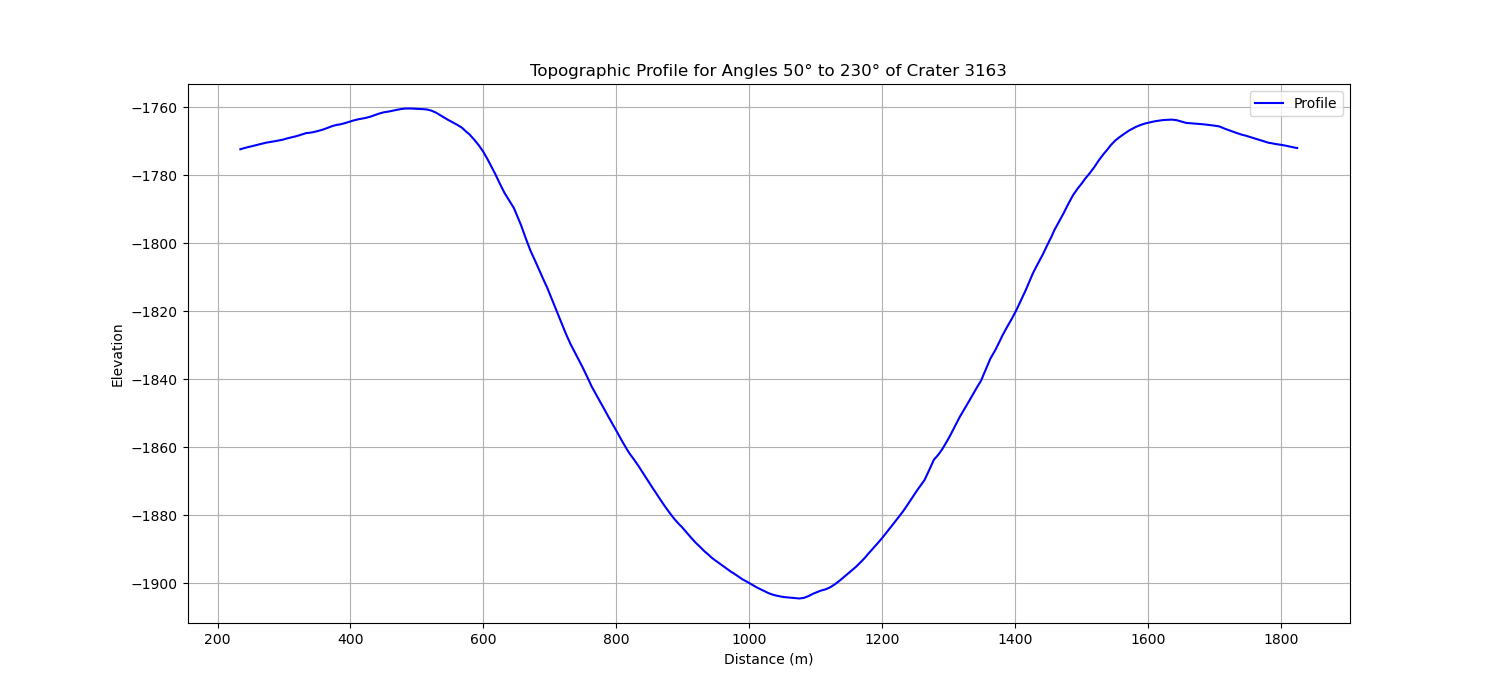 Topographic Profile for Angles 50° to 230° of Crater 3163
Profile
−1760
−1780
−1800
−1820
−1840
−1860
−1880
−1900
Elevation
200 400 600 800 1000 1200 1400 1600 1800
Distance (m)